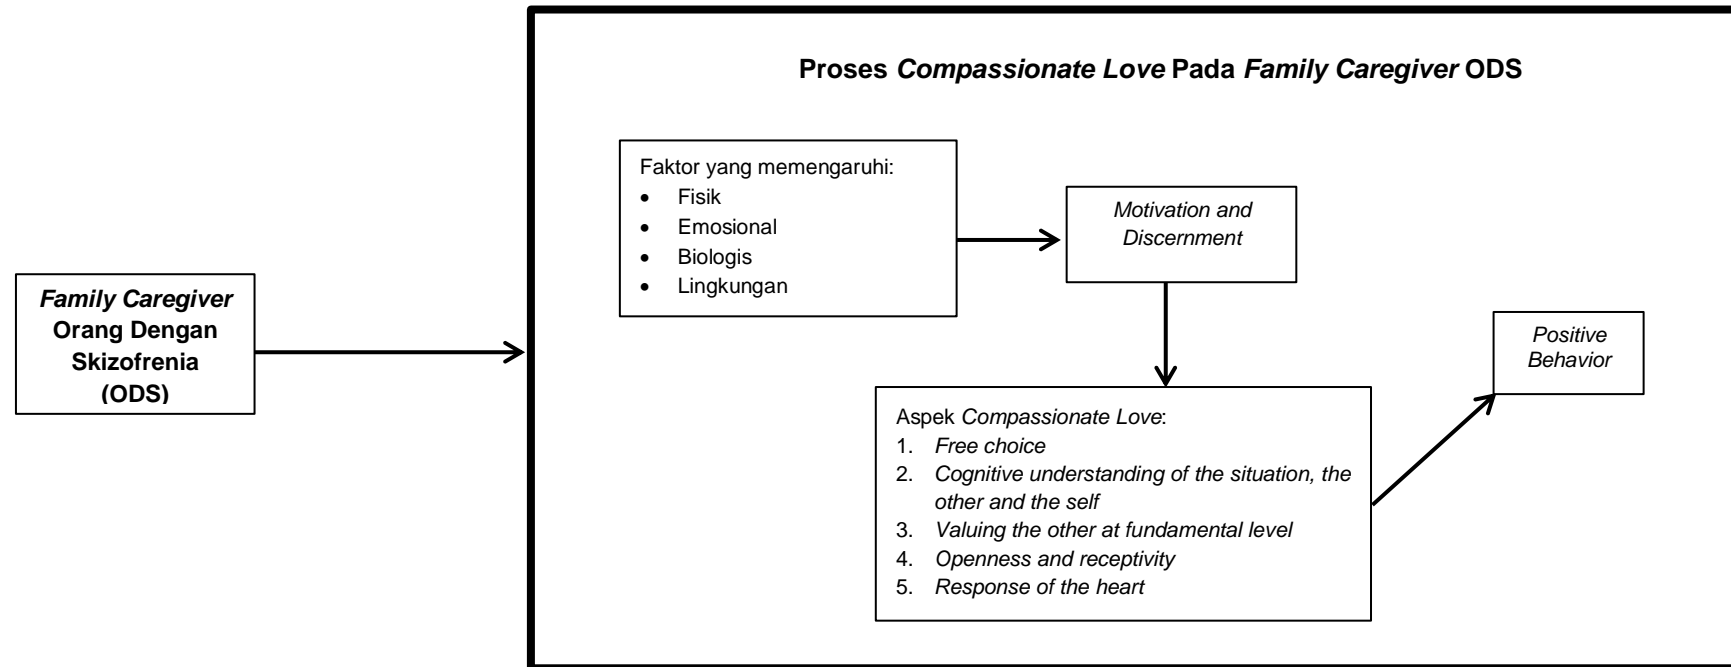 Proses Compassionate Love Pada Family Caregiver ODS
Faktor yang memengaruhi:
• Fisik
• Emosional
• Biologis
• Lingkungan
Motivation and
Discernment
Family Caregiver
Orang Dengan
Skizofrenia
(ODS)
Positive
Behavior
Aspek Compassionate Love:
1. Free choice
2. Cognitive understanding of the situation, the
other and the self
3. Valuing the other at fundamental level
4. Openness and receptivity
5. Response of the heart